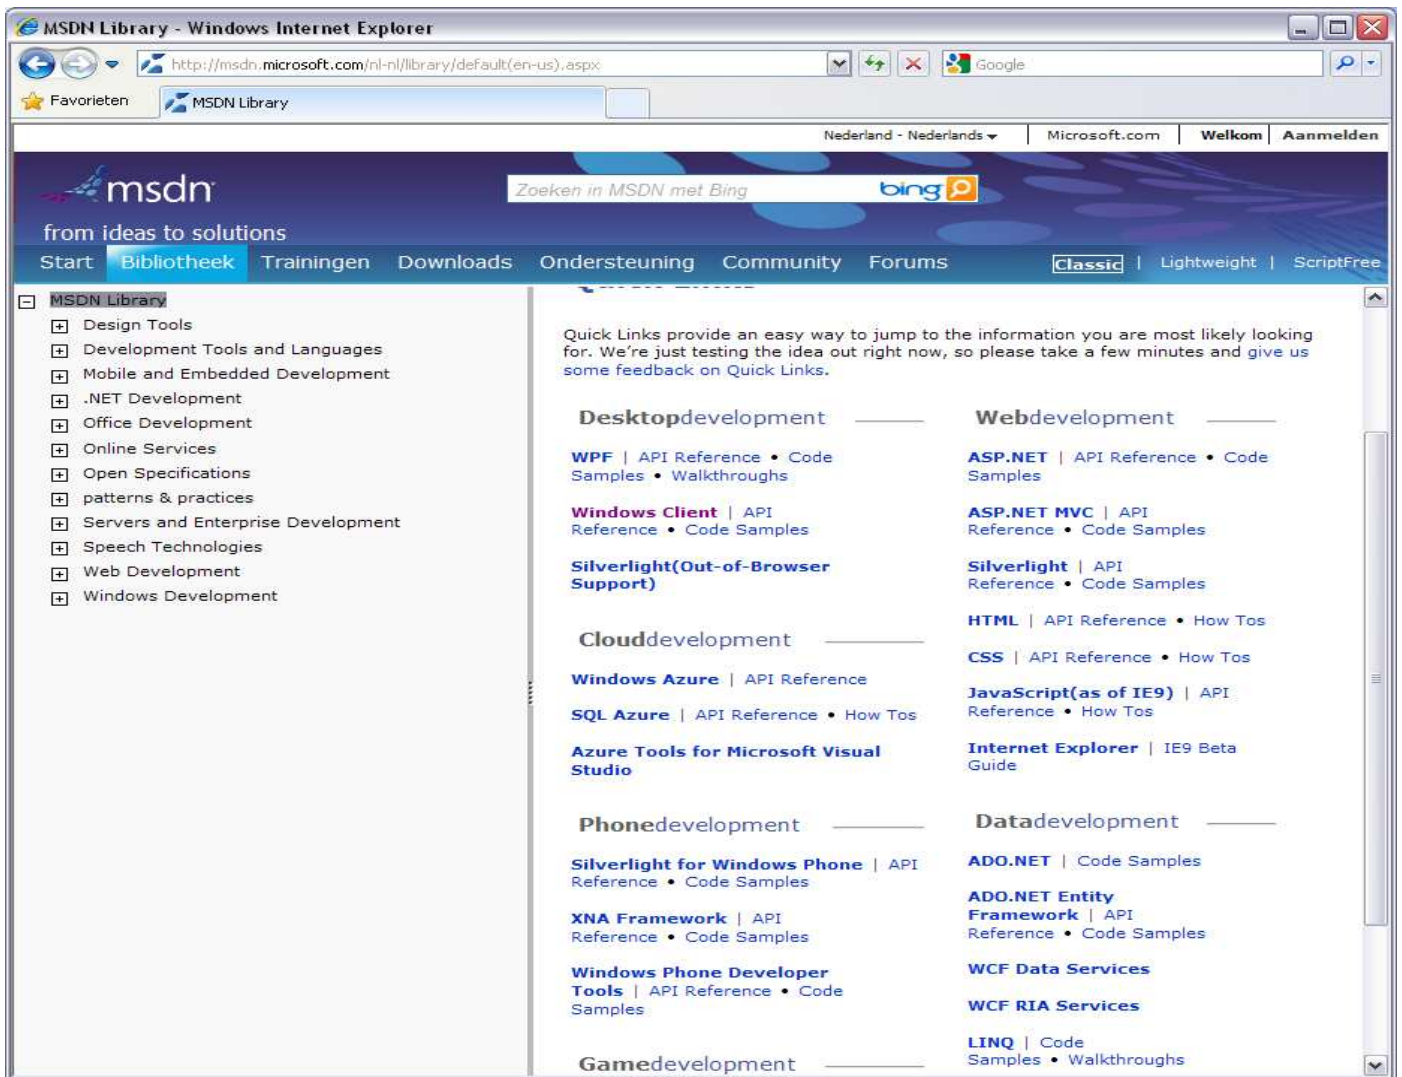 MSDN Library - Windows Internet Explorer
http://msdn.microsoft.com/nl-nl/library/default(en-us).aspx
Google
Favorieten
MSDN Library
Nederland - Nederlands
Microsoft.com
Welkom
Aanmelden
msdn
Zoeken in MSDN met Bing
bing
from ideas to solutions
Start Bibliotheek Trainingen Downloads Ondersteuning Community Forums
Classic | Lightweight | ScriptFree
MSDN Library
Design Tools
Development Tools and Languages
Mobile and Embedded Development
.NET Development
Office Development
Online Services
Open Specifications
patterns & practices
Servers and Enterprise Development
Speech Technologies
Web Development
Windows Development
Quick Links provide an easy way to jump to the information you are most likely looking
for. We're just testing the idea out right now, so please take a few minutes and give us
some feedback on Quick Links.
Desktopdevelopment
WPF | API Reference • Code
Samples • Walkthroughs
Windows Client | API
Reference • Code Samples
Silverlight(Out-of-Browser
Support)
Clouddevelopment
Windows Azure | API Reference
SQL Azure | API Reference • How Tos
Azure Tools for Microsoft Visual
Studio
Phonedevelopment
Silverlight for Windows Phone | API
Reference • Code Samples
XNA Framework | API
Reference • Code Samples
Windows Phone Developer
Tools | API Reference • Code
Samples
Gamedevelopment
Webdevelopment
ASP.NET | API Reference • Code
Samples
ASP.NET MVC | API
Reference • Code Samples
Silverlight | API
Reference • Code Samples
HTML | API Reference • How Tos
CSS | API Reference • How Tos
JavaScript(as of IE9) | API
Reference • How Tos
Internet Explorer | IE9 Beta
Guide
Datadevelopment
ADO.NET | Code Samples
ADO.NET Entity
Framework | API
Reference • Code Samples
WCF Data Services
WCF RIA Services
LINQ | Code
Samples • Walkthroughs